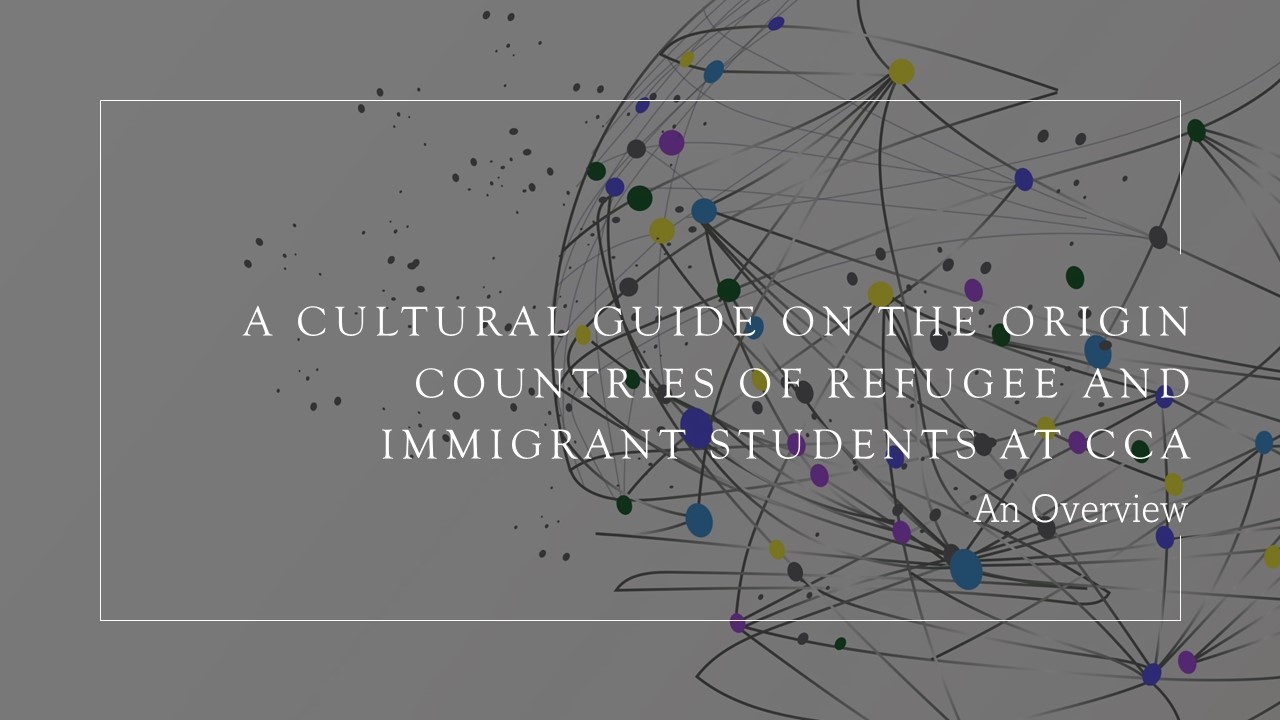 A CULTURAL GUIDE ON THE ORIGIN
COUNTRIES OF REFUGEE AND
IMMIGRANT STUDENTS AT CCA
An Overview